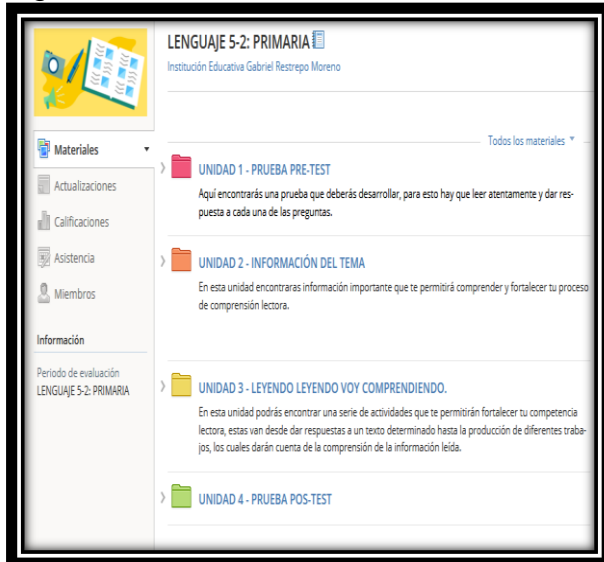 LENGUAJE 5-2: PRIMARIA
Institución Educativa Gabriel Restrepo Moreno
Materiales
Actualizaciones
Calificaciones
Asistencia
Miembros
Información
Periodo de evaluación
LENGUAJE 5-2: PRIMARIA
Todos los materiales
UNIDAD 1 - PRUEBA PRE-TEST
Aquí encontrarás una prueba que deberás desarrollar, para esto hay que leer atentamente y dar res-
puesta a cada una de las preguntas.
UNIDAD 2 - INFORMACIÓN DEL TEMA
En esta unidad encontraras información importante que te permitirá comprender y fortalecer tu proceso
de comprensión lectora.
UNIDAD 3 - LEYENDO LEYENDO VOY COMPRENDIENDO.
En esta unidad podrás encontrar una serie de actividades que te permitirán fortalecer tu competencia
lectora, estas van desde dar respuestas a un texto determinado hasta la producción de diferentes traba-
jos, los cuales darán cuenta de la comprensión de la información leída.
UNIDAD 4 - PRUEBA POS-TEST